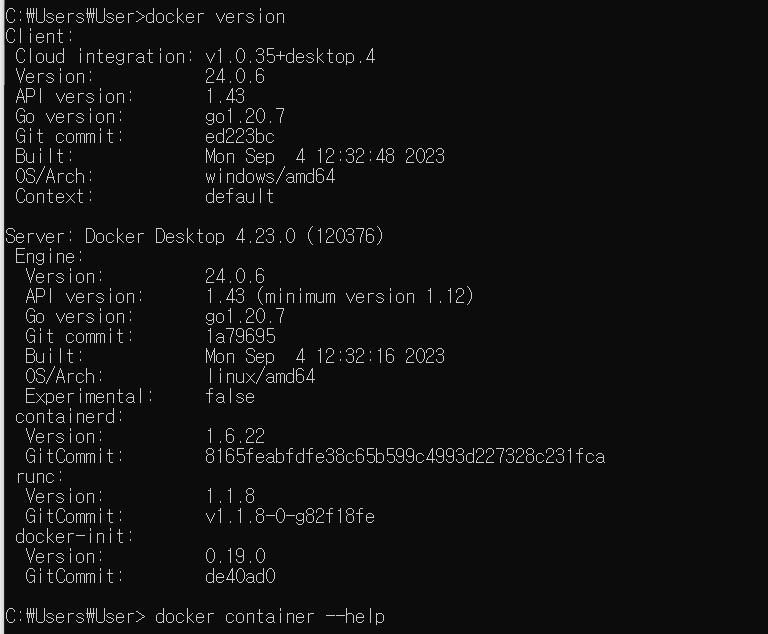 C:₩Users₩User>docker version
Client:
 Cloud integration: v1.0.35+desktop.4
 Version:           24.0.6
 API version:       1.43
 Go version:        go1.20.7
 Git commit:        ed223bc
 Built:             Mon Sep  4 12:32:48 2023
 OS/Arch:           windows/amd64
 Context:           default

Server: Docker Desktop 4.23.0 (120376)
 Engine:
  Version:          24.0.6
  API version:      1.43 (minimum version 1.12)
  Go version:       go1.20.7
  Git commit:       1a79695
  Built:            Mon Sep  4 12:32:16 2023
  OS/Arch:          linux/amd64
  Experimental:     false
 containerd:
  Version:          1.6.22
  GitCommit:        8165feabfdfe38c65b599c4993d227328c231fca
 runc:
  Version:          1.1.8
  GitCommit:        v1.1.8-0-g82f18fe
 docker-init:
  Version:          0.19.0
  GitCommit:        de40ad0

C:₩Users₩User> docker container --help